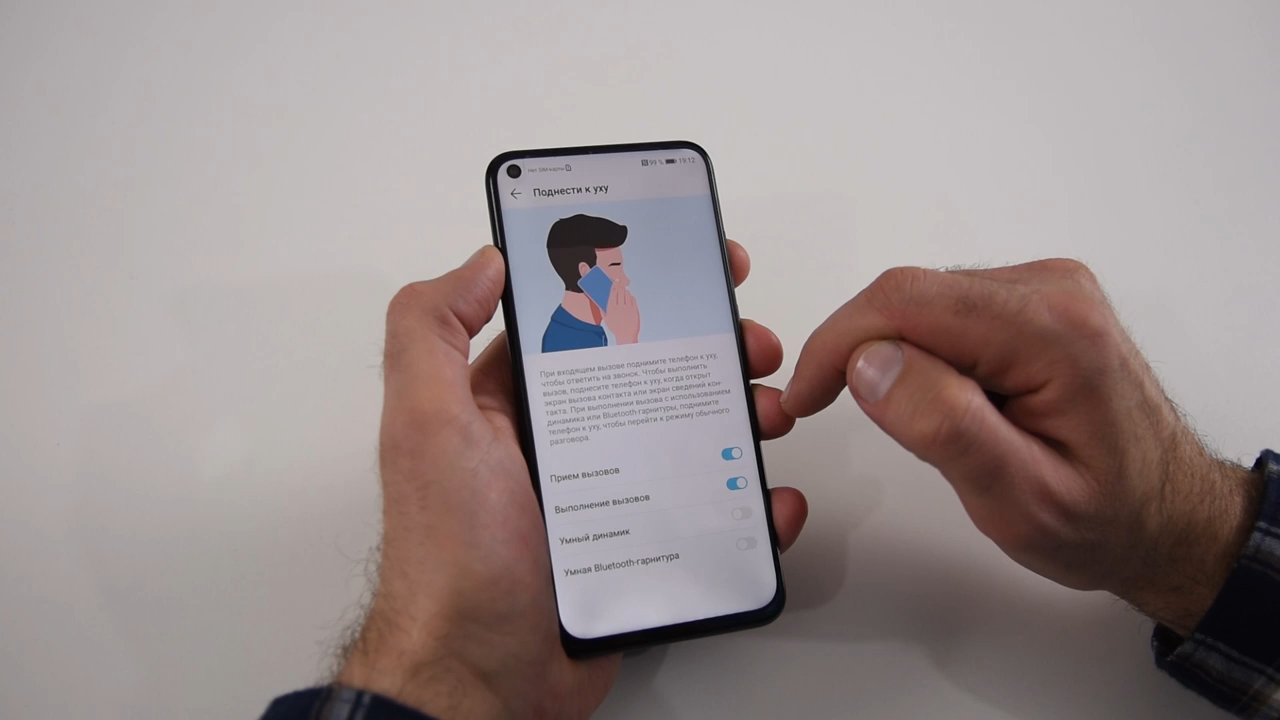 Нет SIM-карты
99 % 19:12
Поднести к уху
При входящем вызове поднимите телефон к уху,
чтобы ответить на звонок. Чтобы выполнить
вызов, поднесите телефон к уху, когда открыт
экран вызова контакта или экран сведений кон-
такта. При выполнении вызова с использованием
динамика или Bluetooth-гарнитуры, поднимите
телефон к уху, чтобы перейти к режиму обычного
разговора.
Прием вызовов
Выполнение вызовов
Умный динамик
Умная Bluetooth-гарнитура